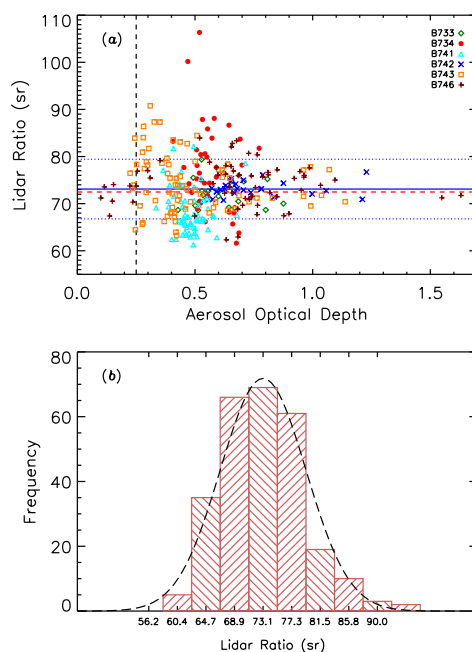 (a)
B733
B734
B741
B742
B743
B746
110
100
90
80
70
60
Lidar Ratio (sr)
0.0 0.5 1.0 1.5
Aerosol Optical Depth
(b)
80
60
40
20
0
Frequency
56.2 60.4 64.7 68.9 73.1 77.3 81.5 85.8 90.0
Lidar Ratio (sr)